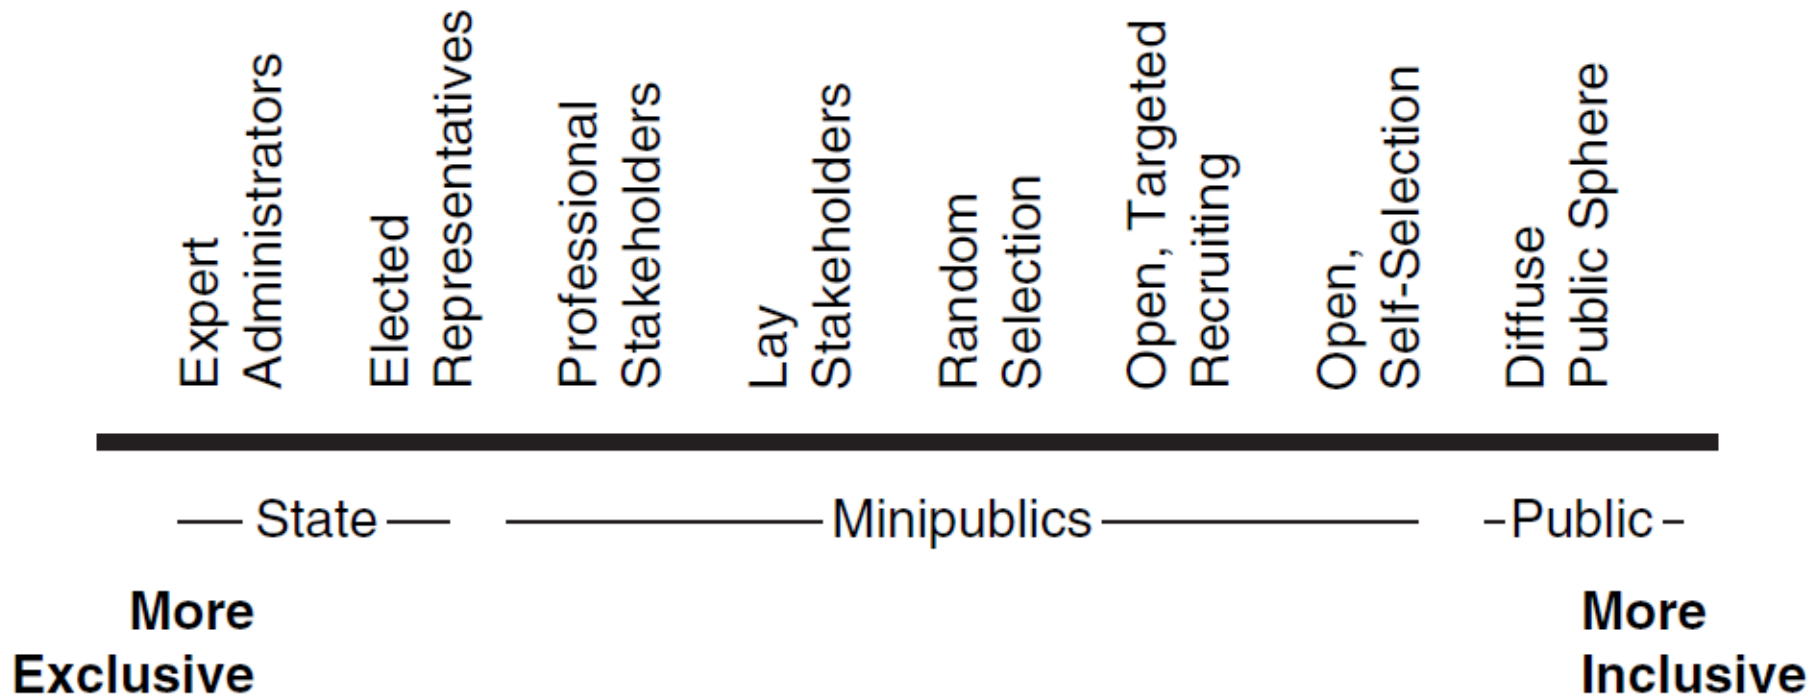 Expert
Administrators
Elected
Representatives
Professional
Stakeholders
Lay
Stakeholders
Random
Selection
Open, Targeted
Recruiting
Open,
Self-Selection
Diffuse
Public Sphere
State
Minipublics
Public
More
Exclusive
More
Inclusive